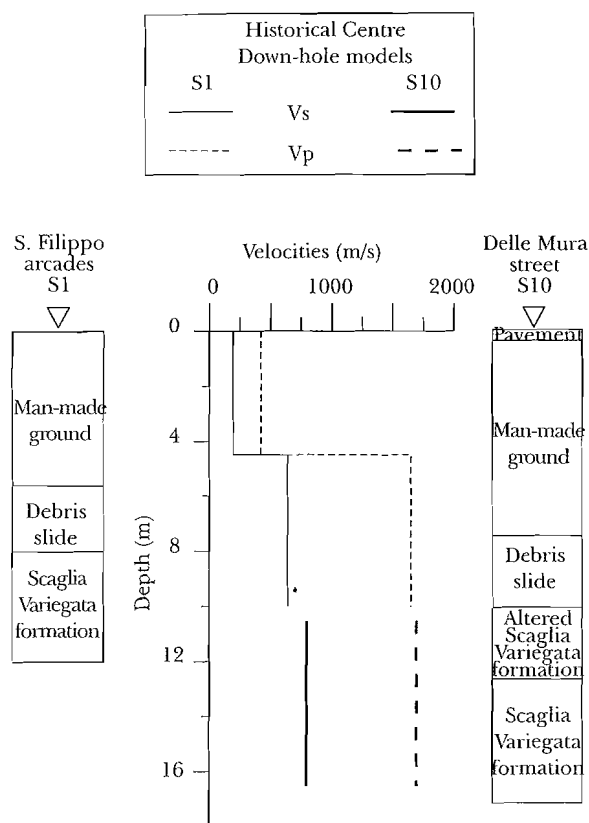 Historical Centre
Down-hole models
S1 S10
Vs
Vp
S. Filippo
arcades
S1
Velocities (m/s)
Delle Mura
street
S10
0 1000 2000
0
4
8
12
16
Depth (m)
Man-made
ground
Debris
slide
Scaglia
Variegata
formation
Pavement
Man-made
ground
Debris
slide
Altered
Scaglia
Variegata
formation
Scaglia
Variegata
formation